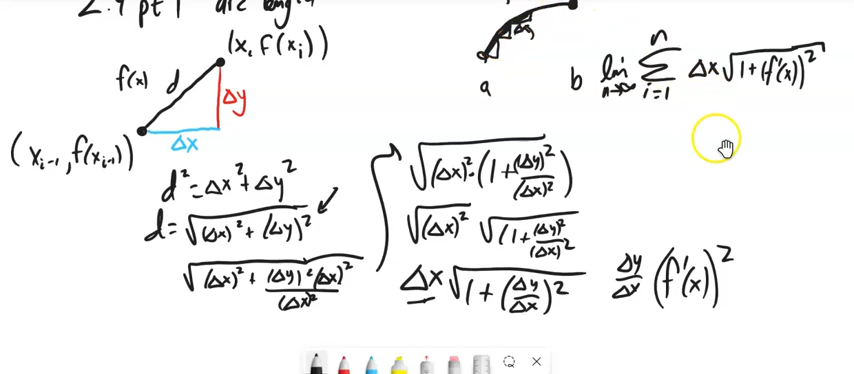 2.4 pt 1 arc length
(x, f(xᵢ))
f(x) d
Δy
Δx
(xᵢ₋₁, f(xᵢ₋₁))
d² = Δx² + Δy²
d = √((Δx)² + (Δy)²)
√((Δx)² + (Δy)²(Δx)²/(Δx)²)
√((Δx)²·(1 + (Δy)²/(Δx)²))
√((Δx)²) √(1 + (Δy)²/(Δx)²)
Δx √(1 + (Δy/Δx)²)
Δy/Δx (f'(x))²
a b
lim n→∞ Σ i=1 n Δx √(1 + (f'(x))²)